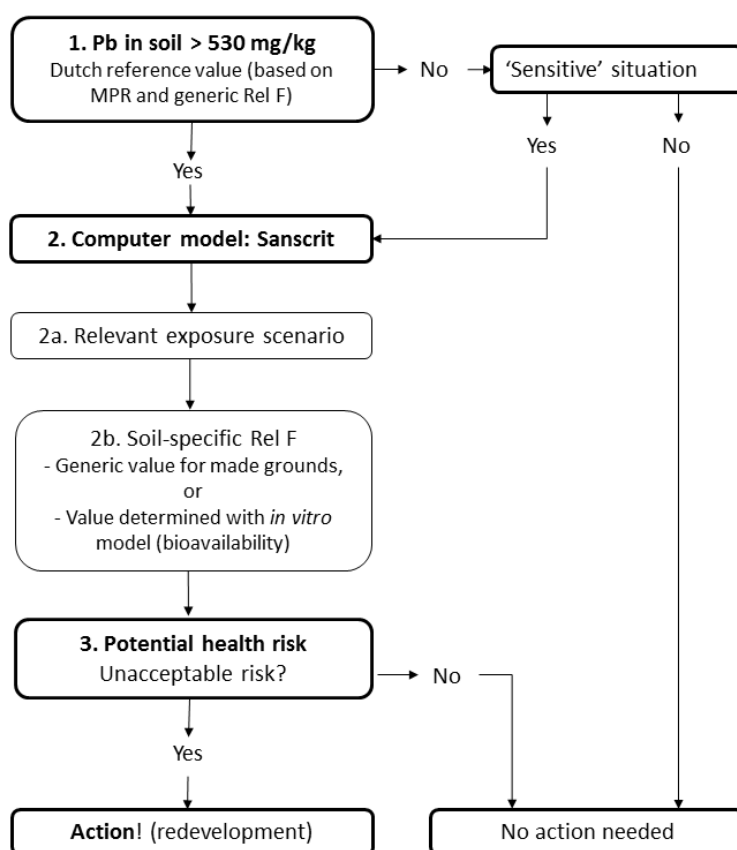 1. Pb in soil > 530 mg/kg
Dutch reference value (based on
MPR and generic Rel F)
No
‘Sensitive’ situation
Yes
Yes
No
2. Computer model: Sanscrit
2a. Relevant exposure scenario
2b. Soil-specific Rel F
- Generic value for made grounds,
or
- Value determined with in vitro
model (bioavailability)
3. Potential health risk
Unacceptable risk?
No
Yes
Action! (redevelopment)
No action needed